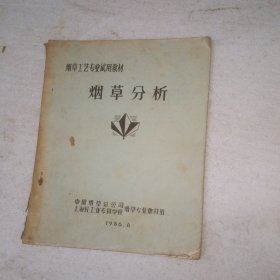 烟草工艺专业试用教材
烟草分析
中国烟草总公司
上海轻工业专科学校 烟草专业教研组
1986.6